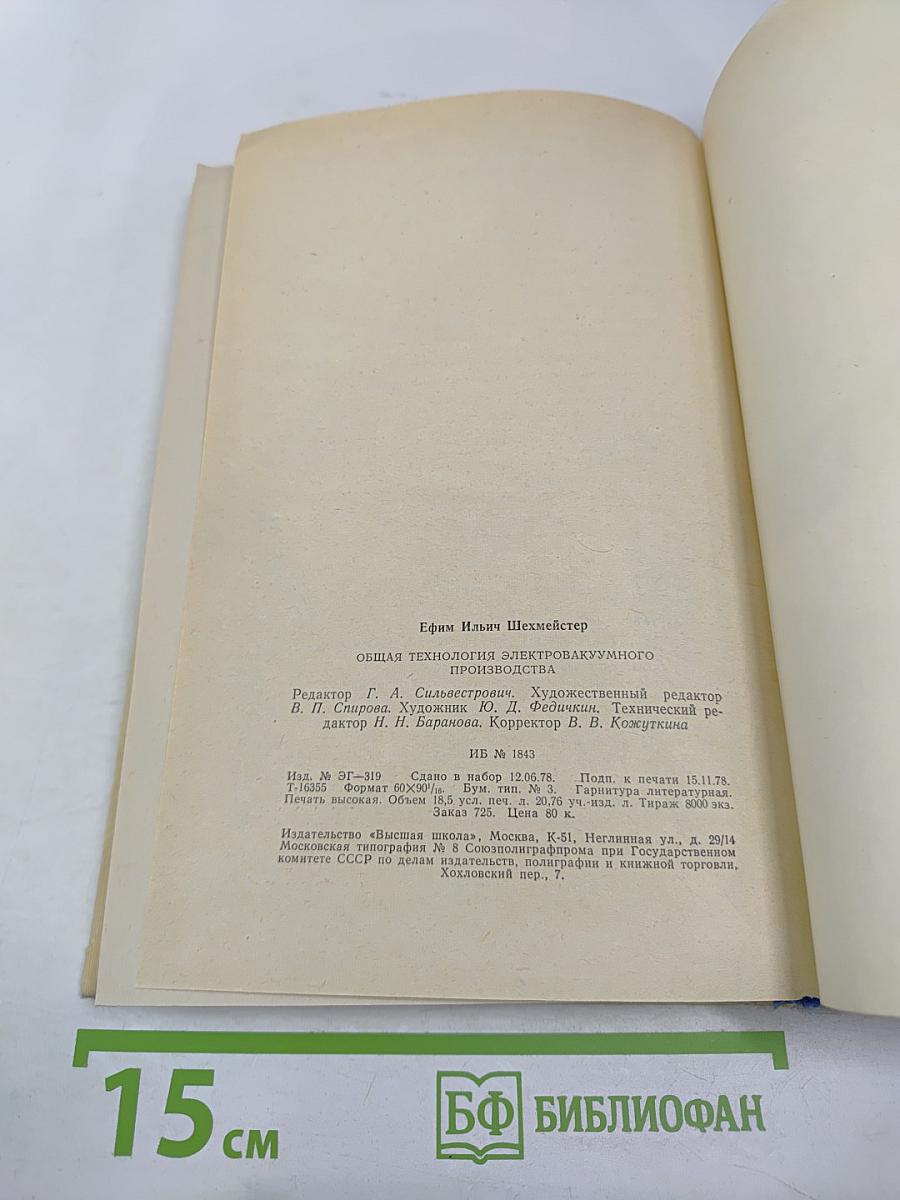 Ефим Ильич Шехмейстер
ОБЩАЯ ТЕХНОЛОГИЯ ЭЛЕКТРОВАКУУМНОГО
ПРОИЗВОДСТВА
Редактор Г. А. Сильвестрович. Художественный редактор
В. П. Спирова. Художник Ю. Д. Федичкин. Технический ре-
дактор Н. Н. Баранова. Корректор В. В. Кожуткина
ИБ № 1843
Изд. № ЭГ—319 Сдано в набор 12.06.78. Подп. к печати 15.11.78.
Т-16355 Формат 60×90¹/₁₆. Бум. тип. № 3. Гарнитура литературная.
Печать высокая. Объем 18,5 усл. печ. л. 20,76 уч.-изд. л. Тираж 8000 экз.
Заказ 725. Цена 80 к.
Издательство «Высшая школа», Москва, К-51, Неглинная ул., д. 29/14
Московская типография № 8 Союзполиграфпрома при Государственном
комитете СССР по делам издательств, полиграфии и книжной торговли,
Хохловский пер., 7.
15 см
БФ БИБЛИОФАН